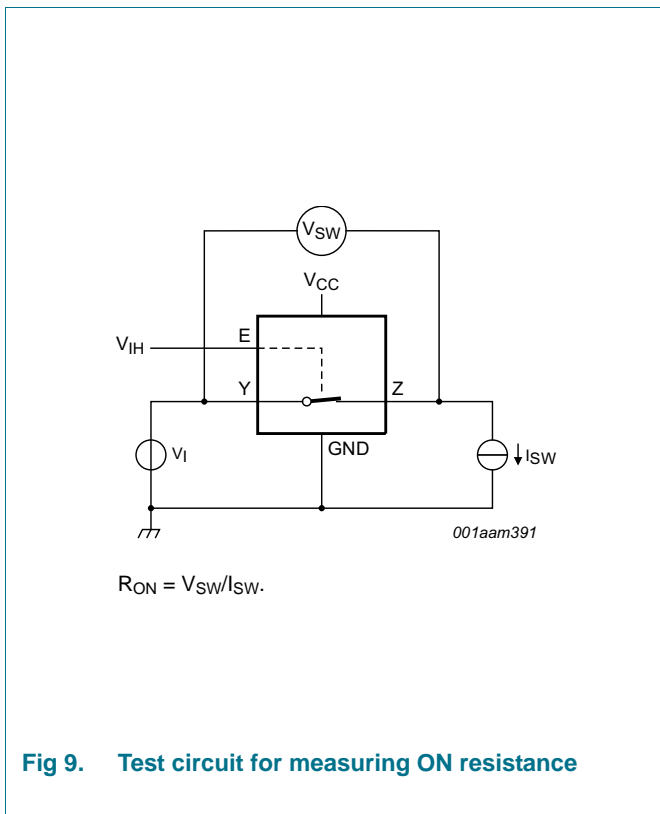 VSW
VCC
VIH
E
Y
Z
VI
GND
ISW
001aam391
RON = VSW/ISW.
Fig 9. Test circuit for measuring ON resistance